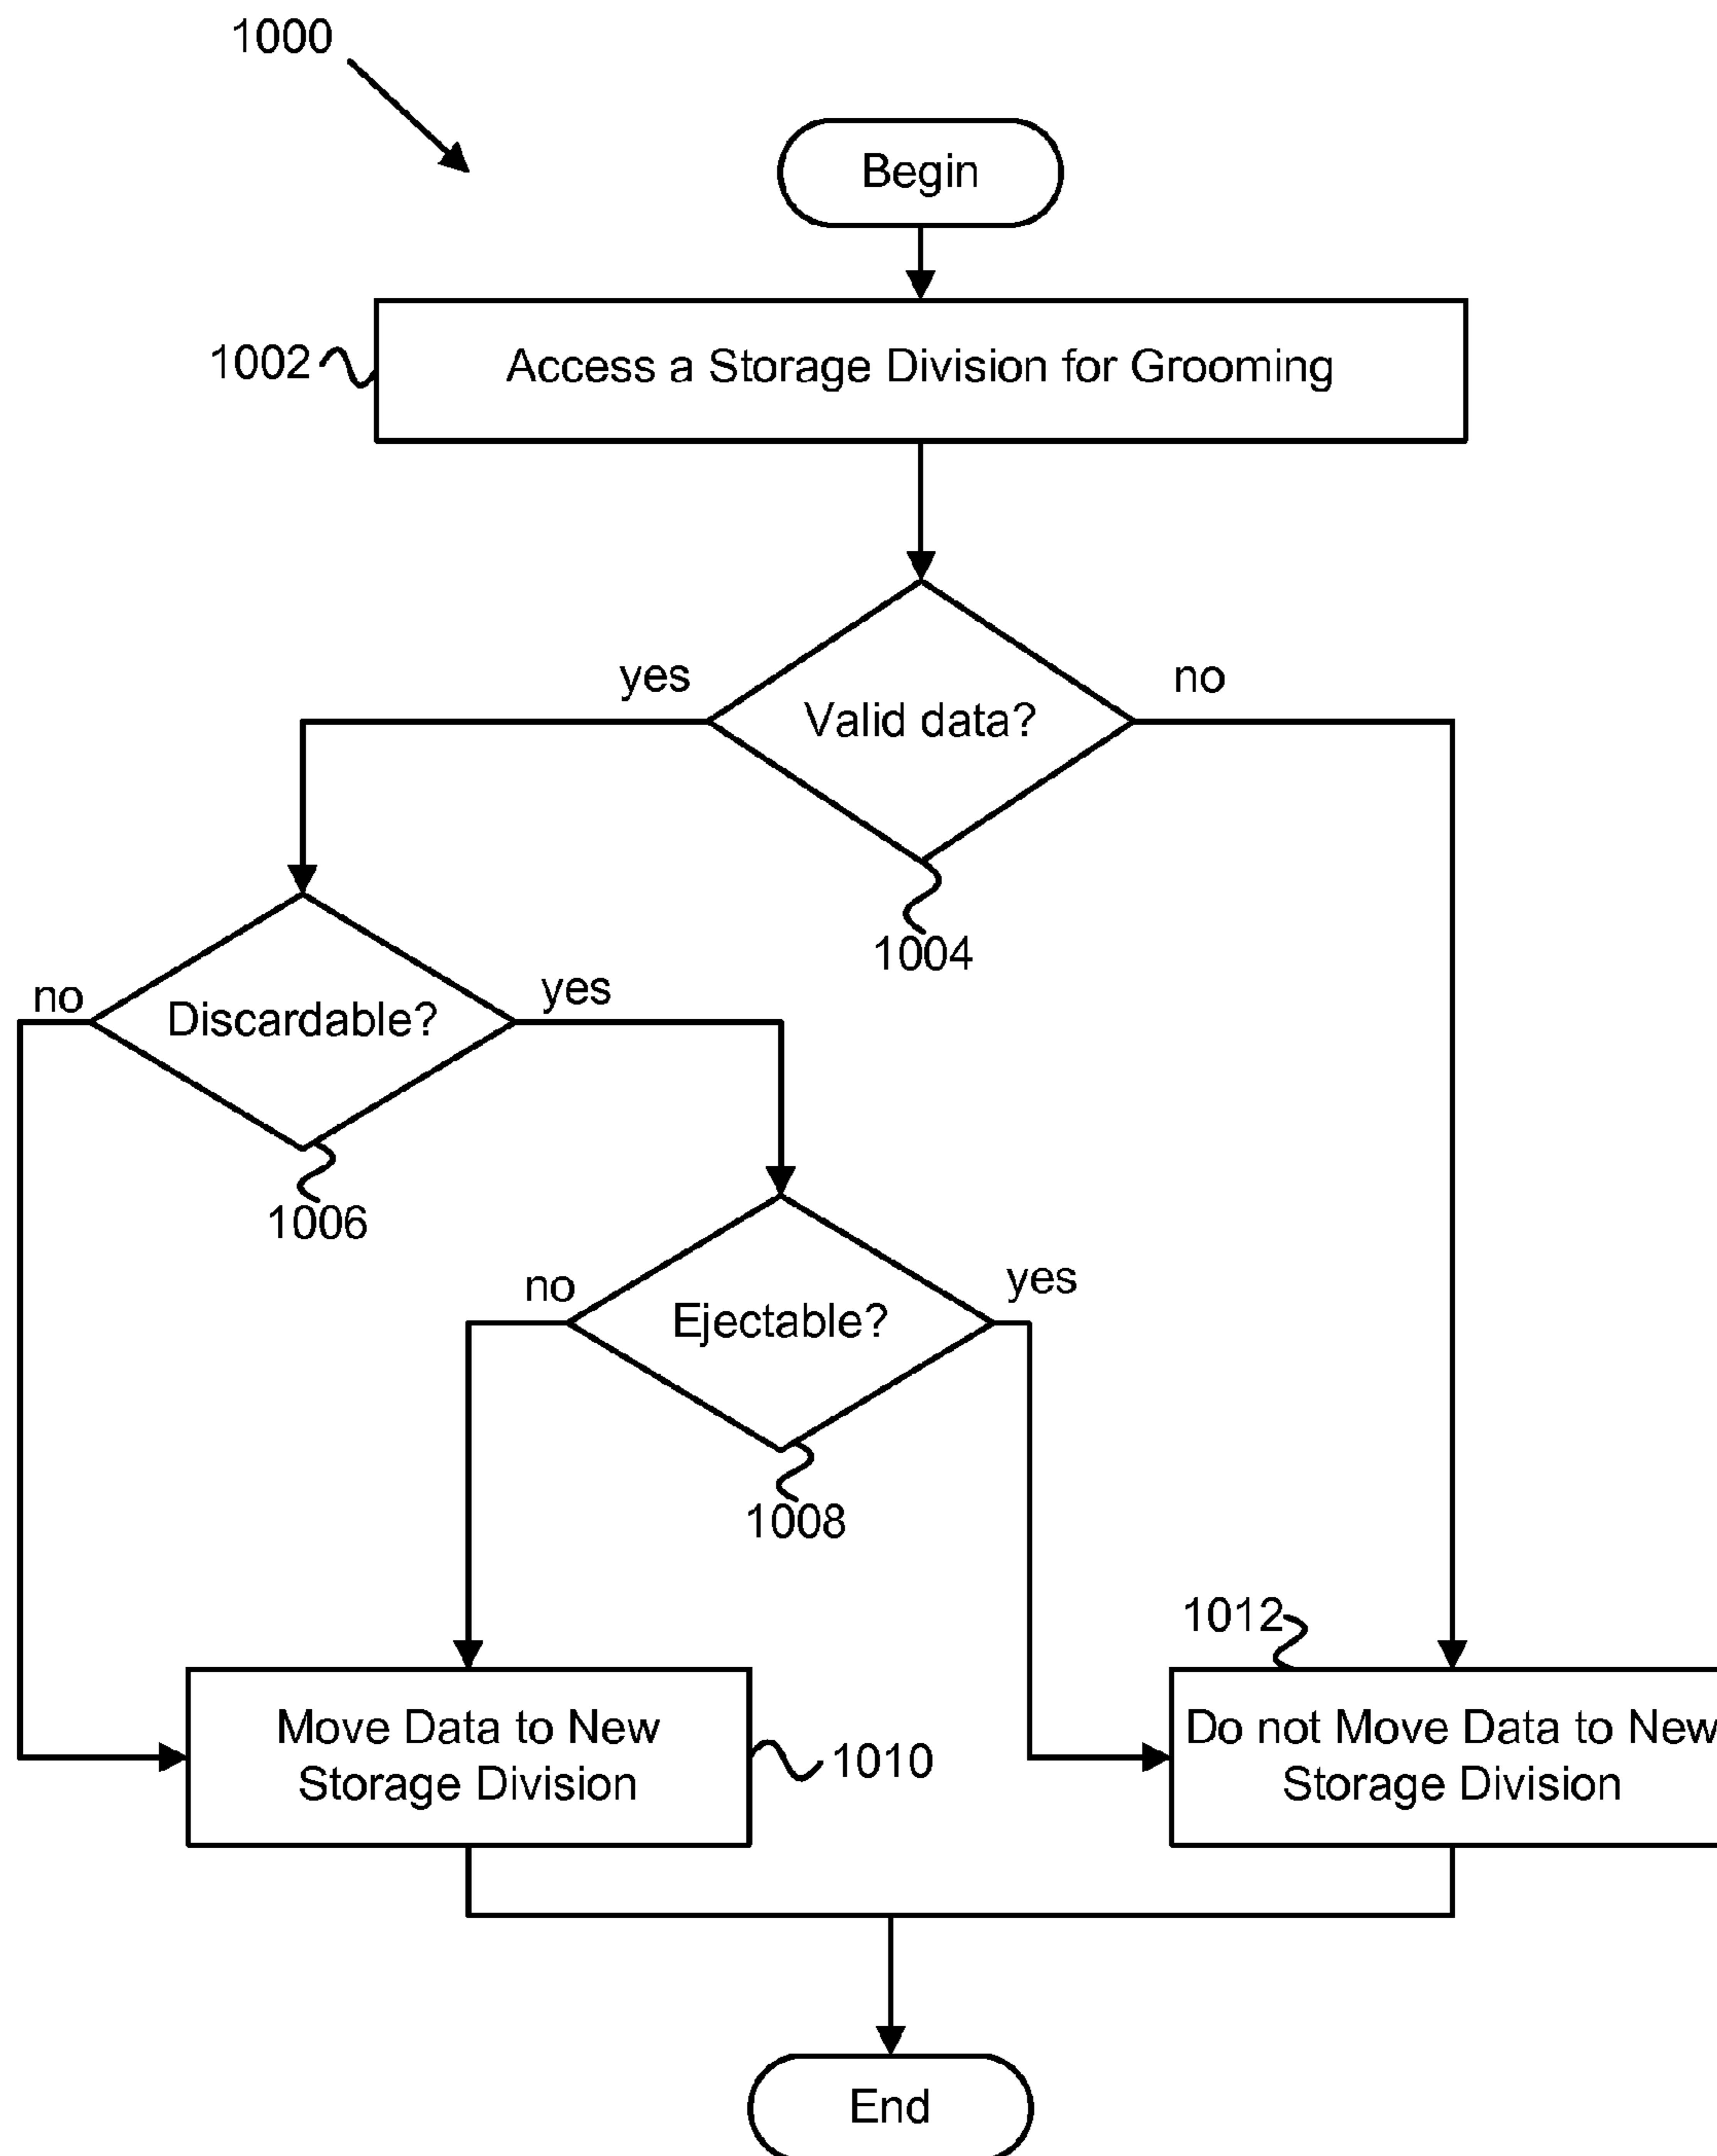 1000
Begin
1002
Access a Storage Division for Grooming
yes
no
Valid data?
1004
no
yes
Discardable?
1006
no
yes
Ejectable?
1008
1012
Move Data to New
Storage Division
1010
Do not Move Data to New
Storage Division
End